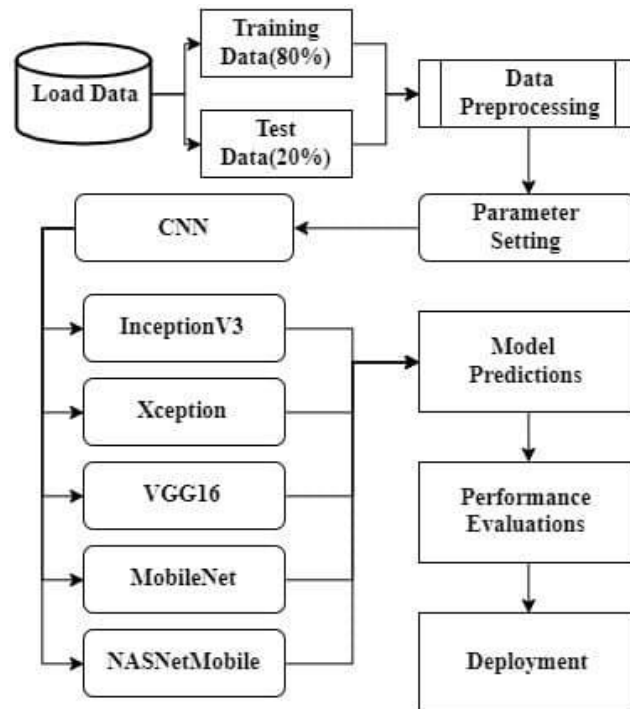 Load Data
Training
Data(80%)
Test
Data(20%)
Data
Preprocessing
Parameter
Setting
CNN
InceptionV3
Xception
VGG16
MobileNet
NASNetMobile
Model
Predictions
Performance
Evaluations
Deployment